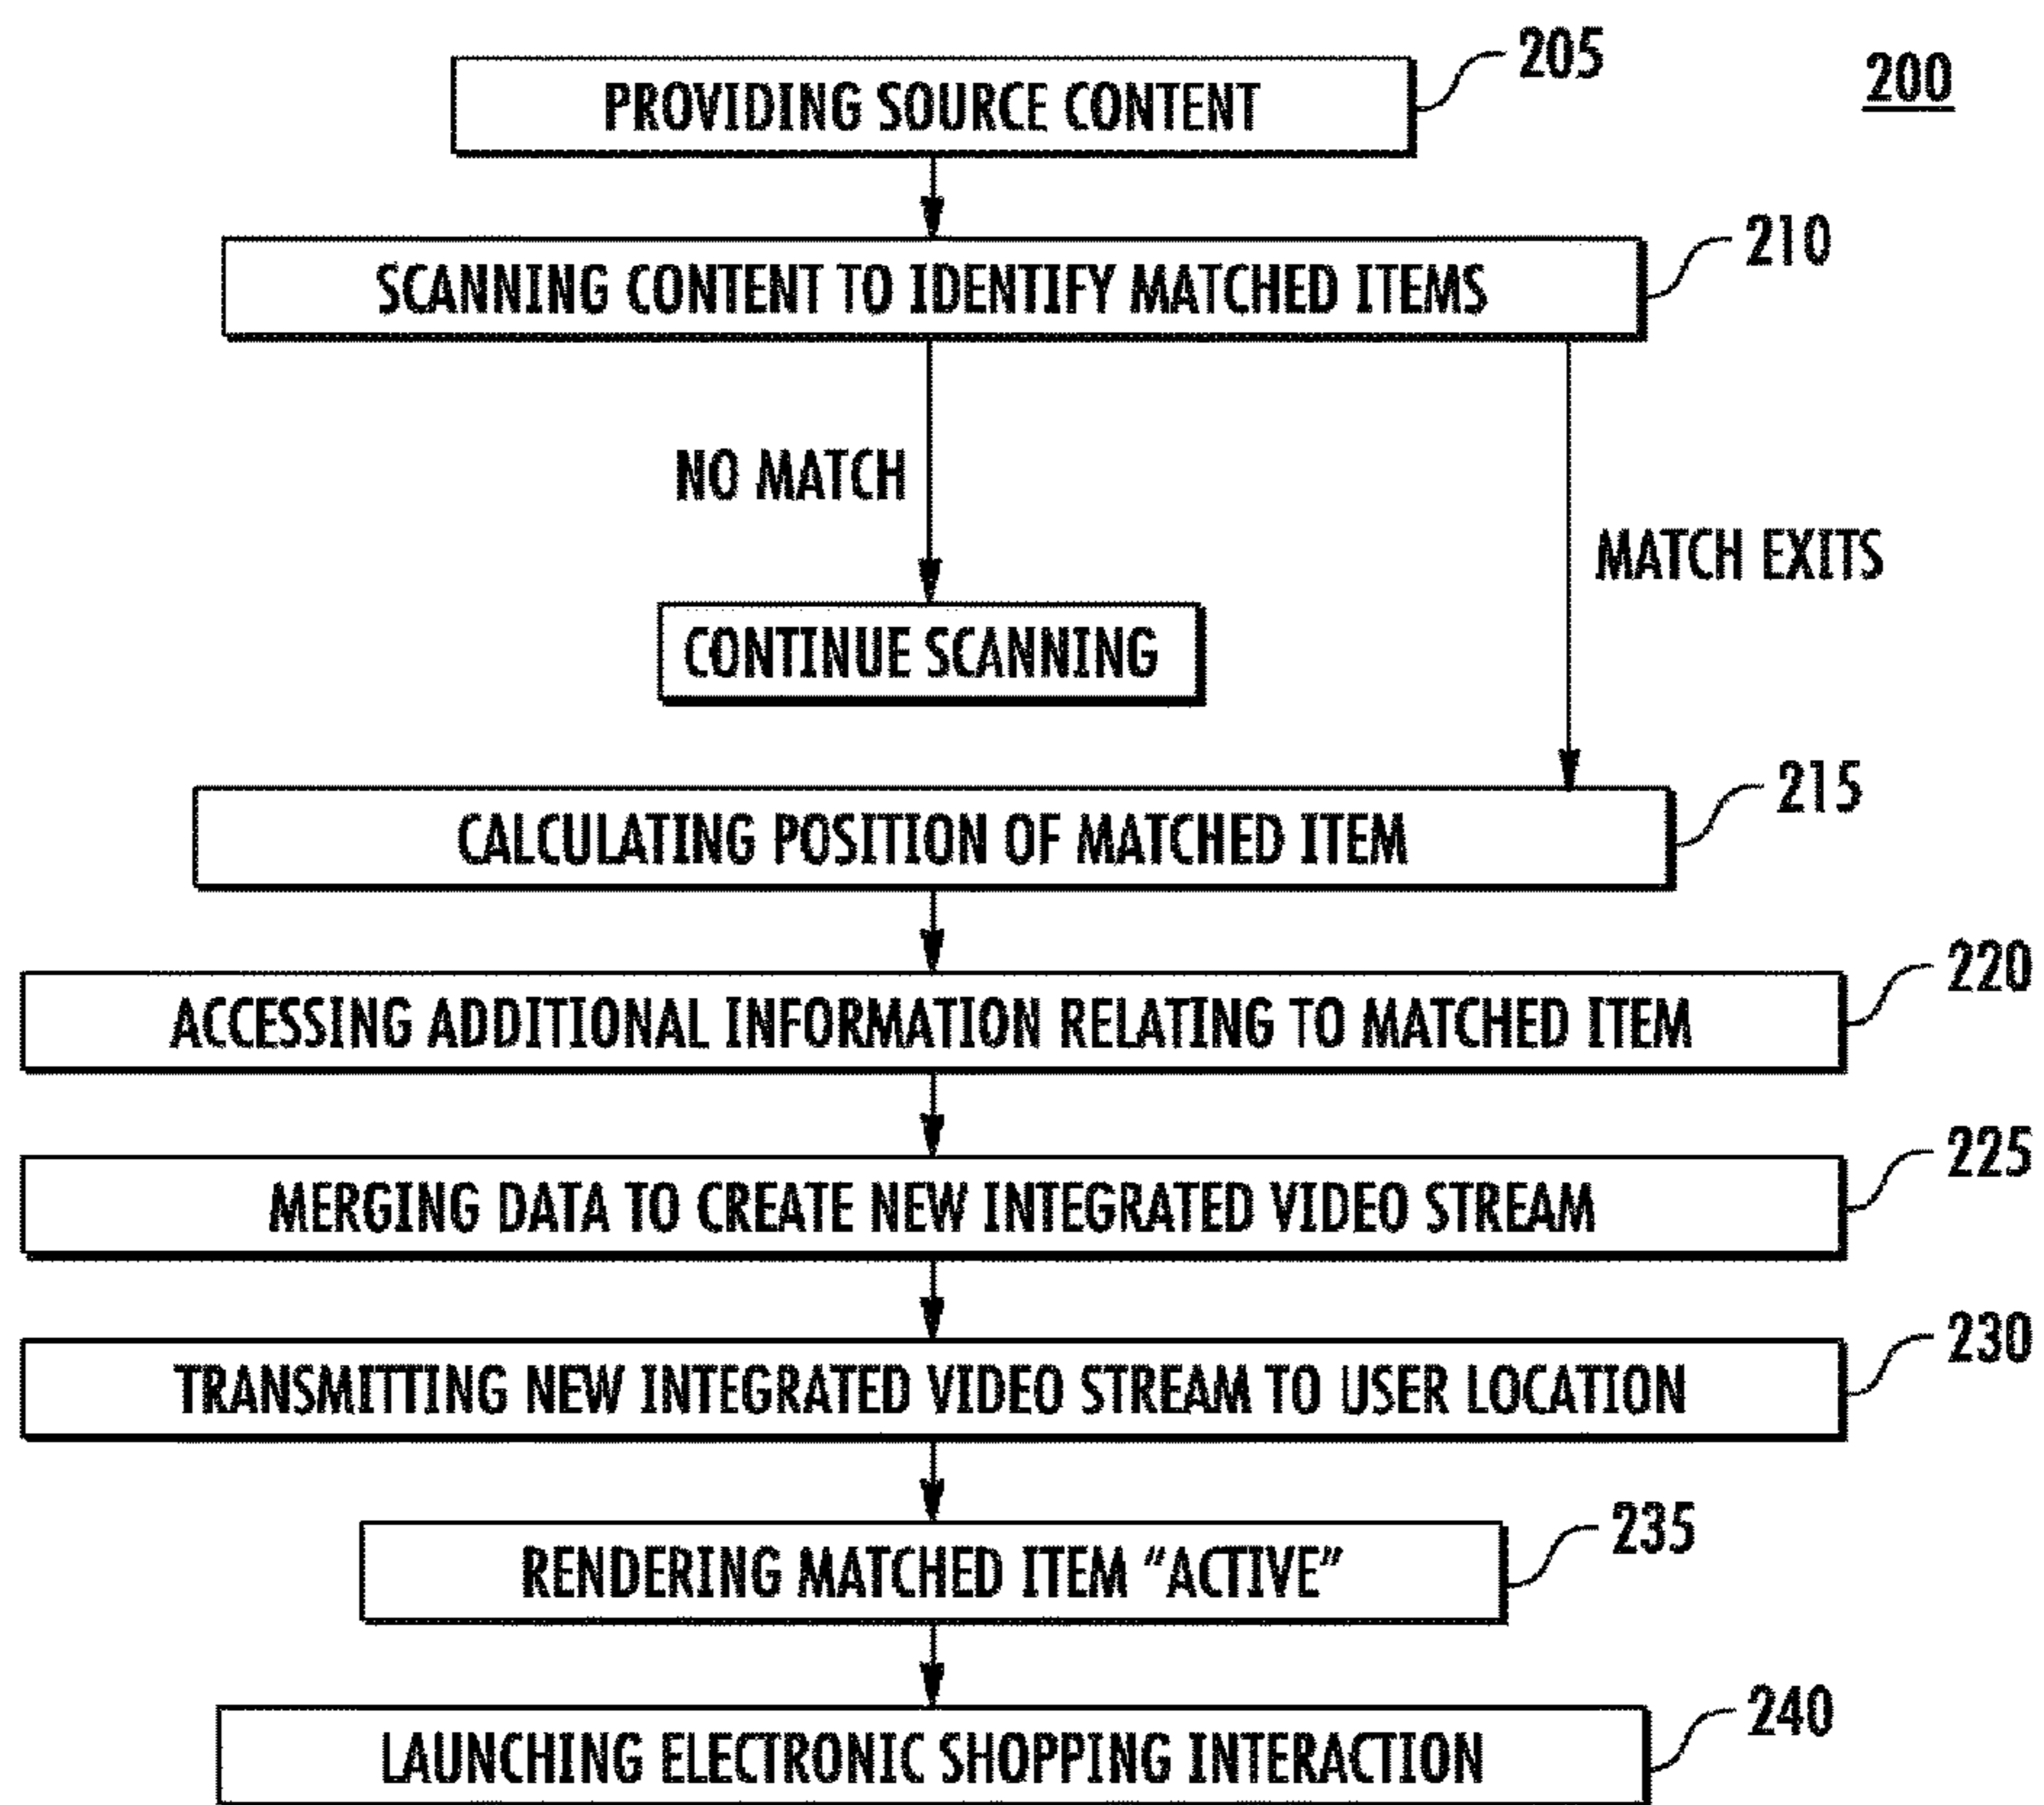 205
200
PROVIDING SOURCE CONTENT
210
SCANNING CONTENT TO IDENTIFY MATCHED ITEMS
NO MATCH
MATCH EXITS
CONTINUE SCANNING
215
CALCULATING POSITION OF MATCHED ITEM
220
ACCESSING ADDITIONAL INFORMATION RELATING TO MATCHED ITEM
225
MERGING DATA TO CREATE NEW INTEGRATED VIDEO STREAM
230
TRANSMITTING NEW INTEGRATED VIDEO STREAM TO USER LOCATION
235
RENDERING MATCHED ITEM “ACTIVE”
240
LAUNCHING ELECTRONIC SHOPPING INTERACTION